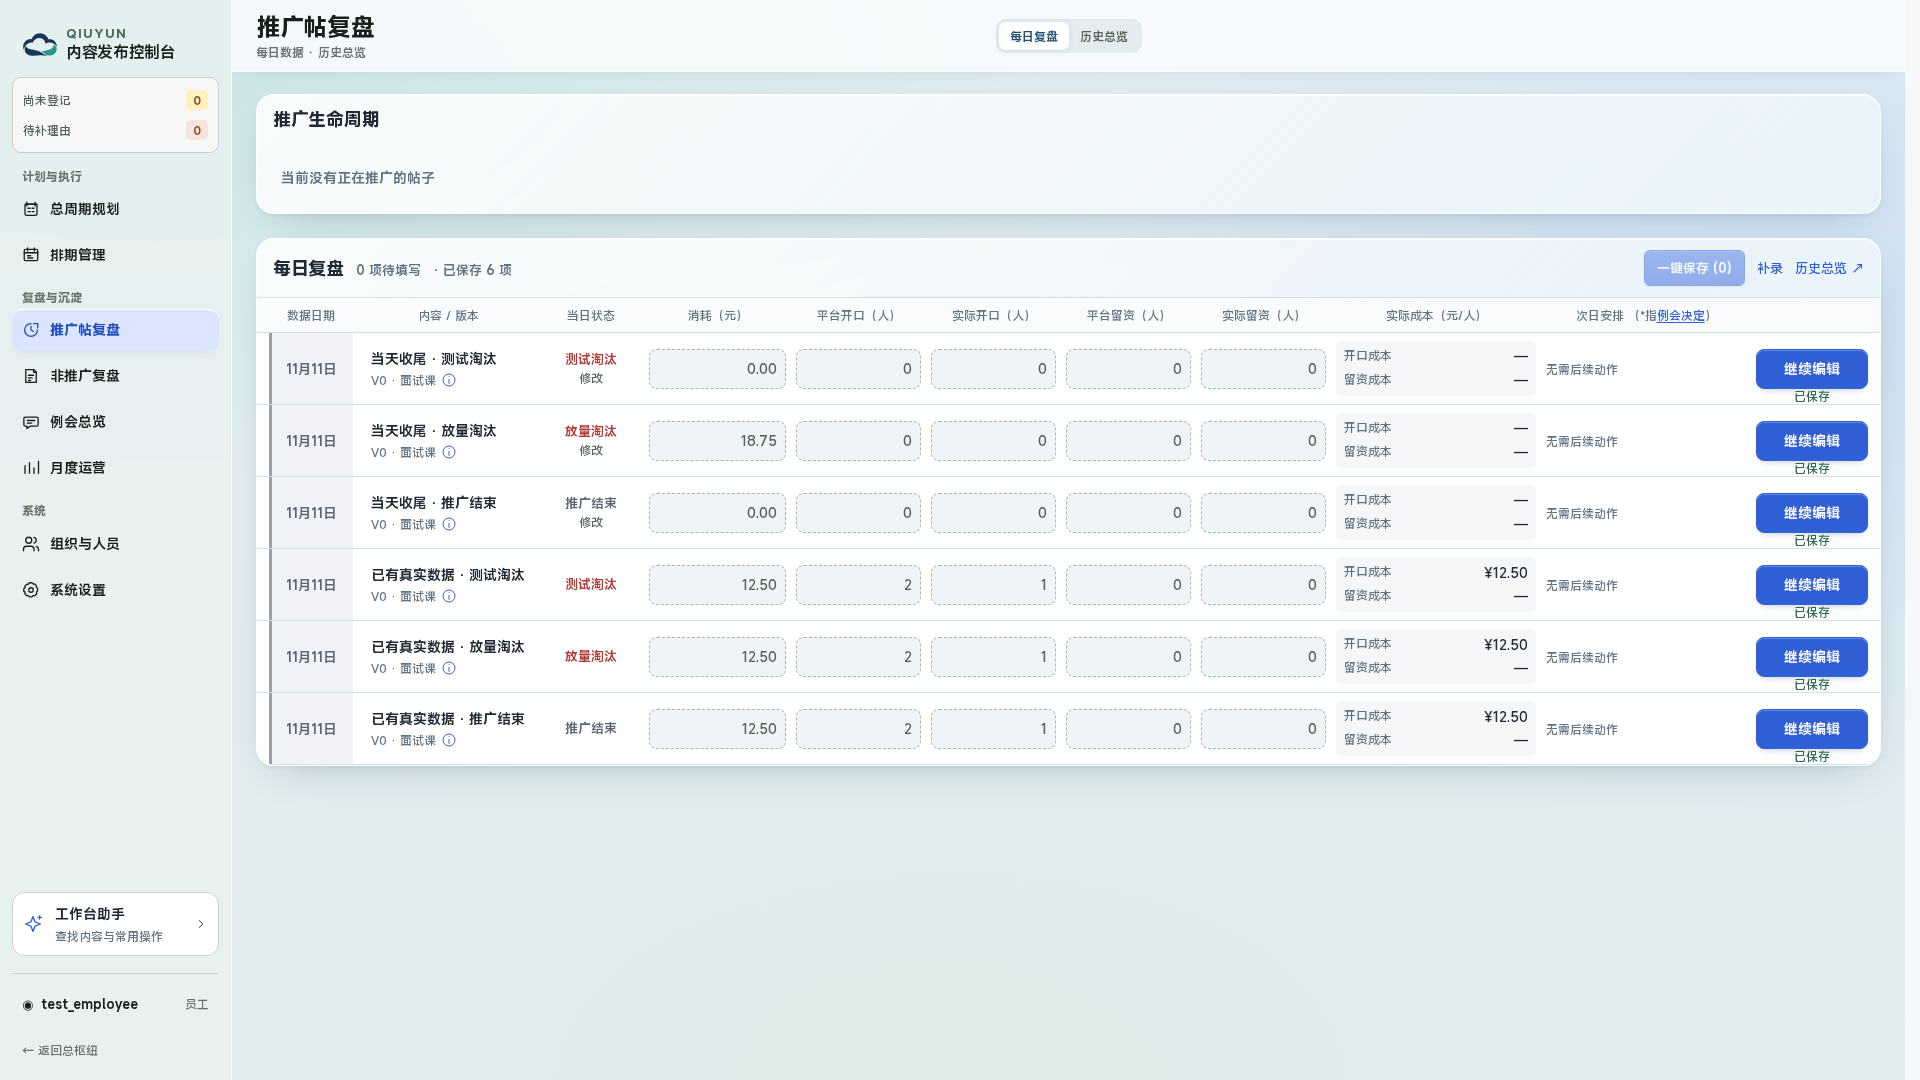 QIUYUN
内容发布控制台
尚未登记 0
待补理由 0
计划与执行
总周期规划
排期管理
复盘与沉淀
推广帖复盘
非推广复盘
例会总览
月度运营
系统
组织与人员
系统设置
工作台助手
查找内容与常用操作
test_employee 员工
← 返回总枢纽
推广帖复盘
每日数据 · 历史总览
每日复盘 历史总览
推广生命周期
当前没有正在推广的帖子
每日复盘 0 项待填写 · 已保存 6 项
一键保存 (0) 补录 历史总览 ↗
数据日期 内容 / 版本 当日状态 消耗（元） 平台开口（人） 实际开口（人） 平台留资（人） 实际留资（人） 实际成本（元/人） 次日安排 （*指例会决定）
11月11日 当天收尾 · 测试淘汰 测试淘汰 0.00 0 0 0 0 开口成本 — 无需后续动作 继续编辑
V0 · 面试课 修改 留资成本 — 已保存
11月11日 当天收尾 · 放量淘汰 放量淘汰 18.75 0 0 0 0 开口成本 — 无需后续动作 继续编辑
V0 · 面试课 修改 留资成本 — 已保存
11月11日 当天收尾 · 推广结束 推广结束 0.00 0 0 0 0 开口成本 — 无需后续动作 继续编辑
V0 · 面试课 修改 留资成本 — 已保存
11月11日 已有真实数据 · 测试淘汰 测试淘汰 12.50 2 1 0 0 开口成本 ¥12.50 无需后续动作 继续编辑
V0 · 面试课 留资成本 — 已保存
11月11日 已有真实数据 · 放量淘汰 放量淘汰 12.50 2 1 0 0 开口成本 ¥12.50 无需后续动作 继续编辑
V0 · 面试课 留资成本 — 已保存
11月11日 已有真实数据 · 推广结束 推广结束 12.50 2 1 0 0 开口成本 ¥12.50 无需后续动作 继续编辑
V0 · 面试课 留资成本 — 已保存